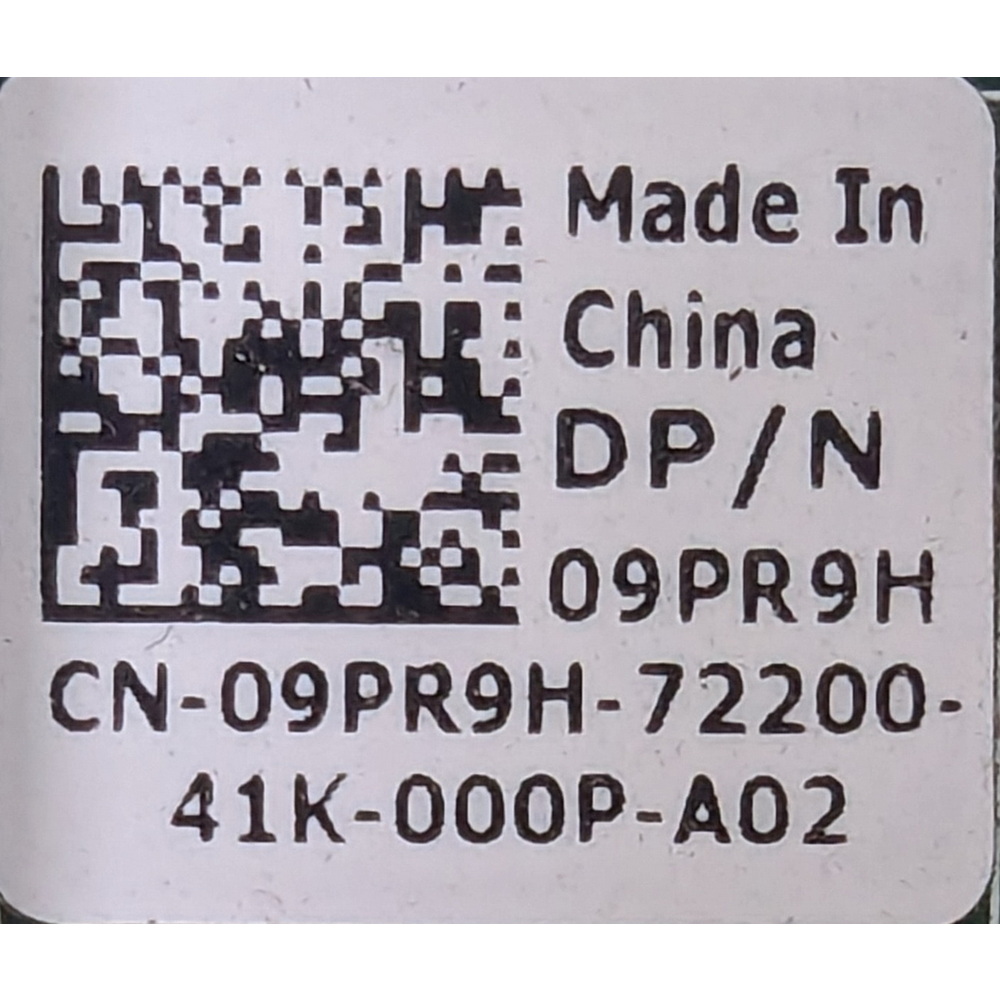 Made In
China
DP/N
09PR9H
CN-09PR9H-72200-
41K-000P-A02